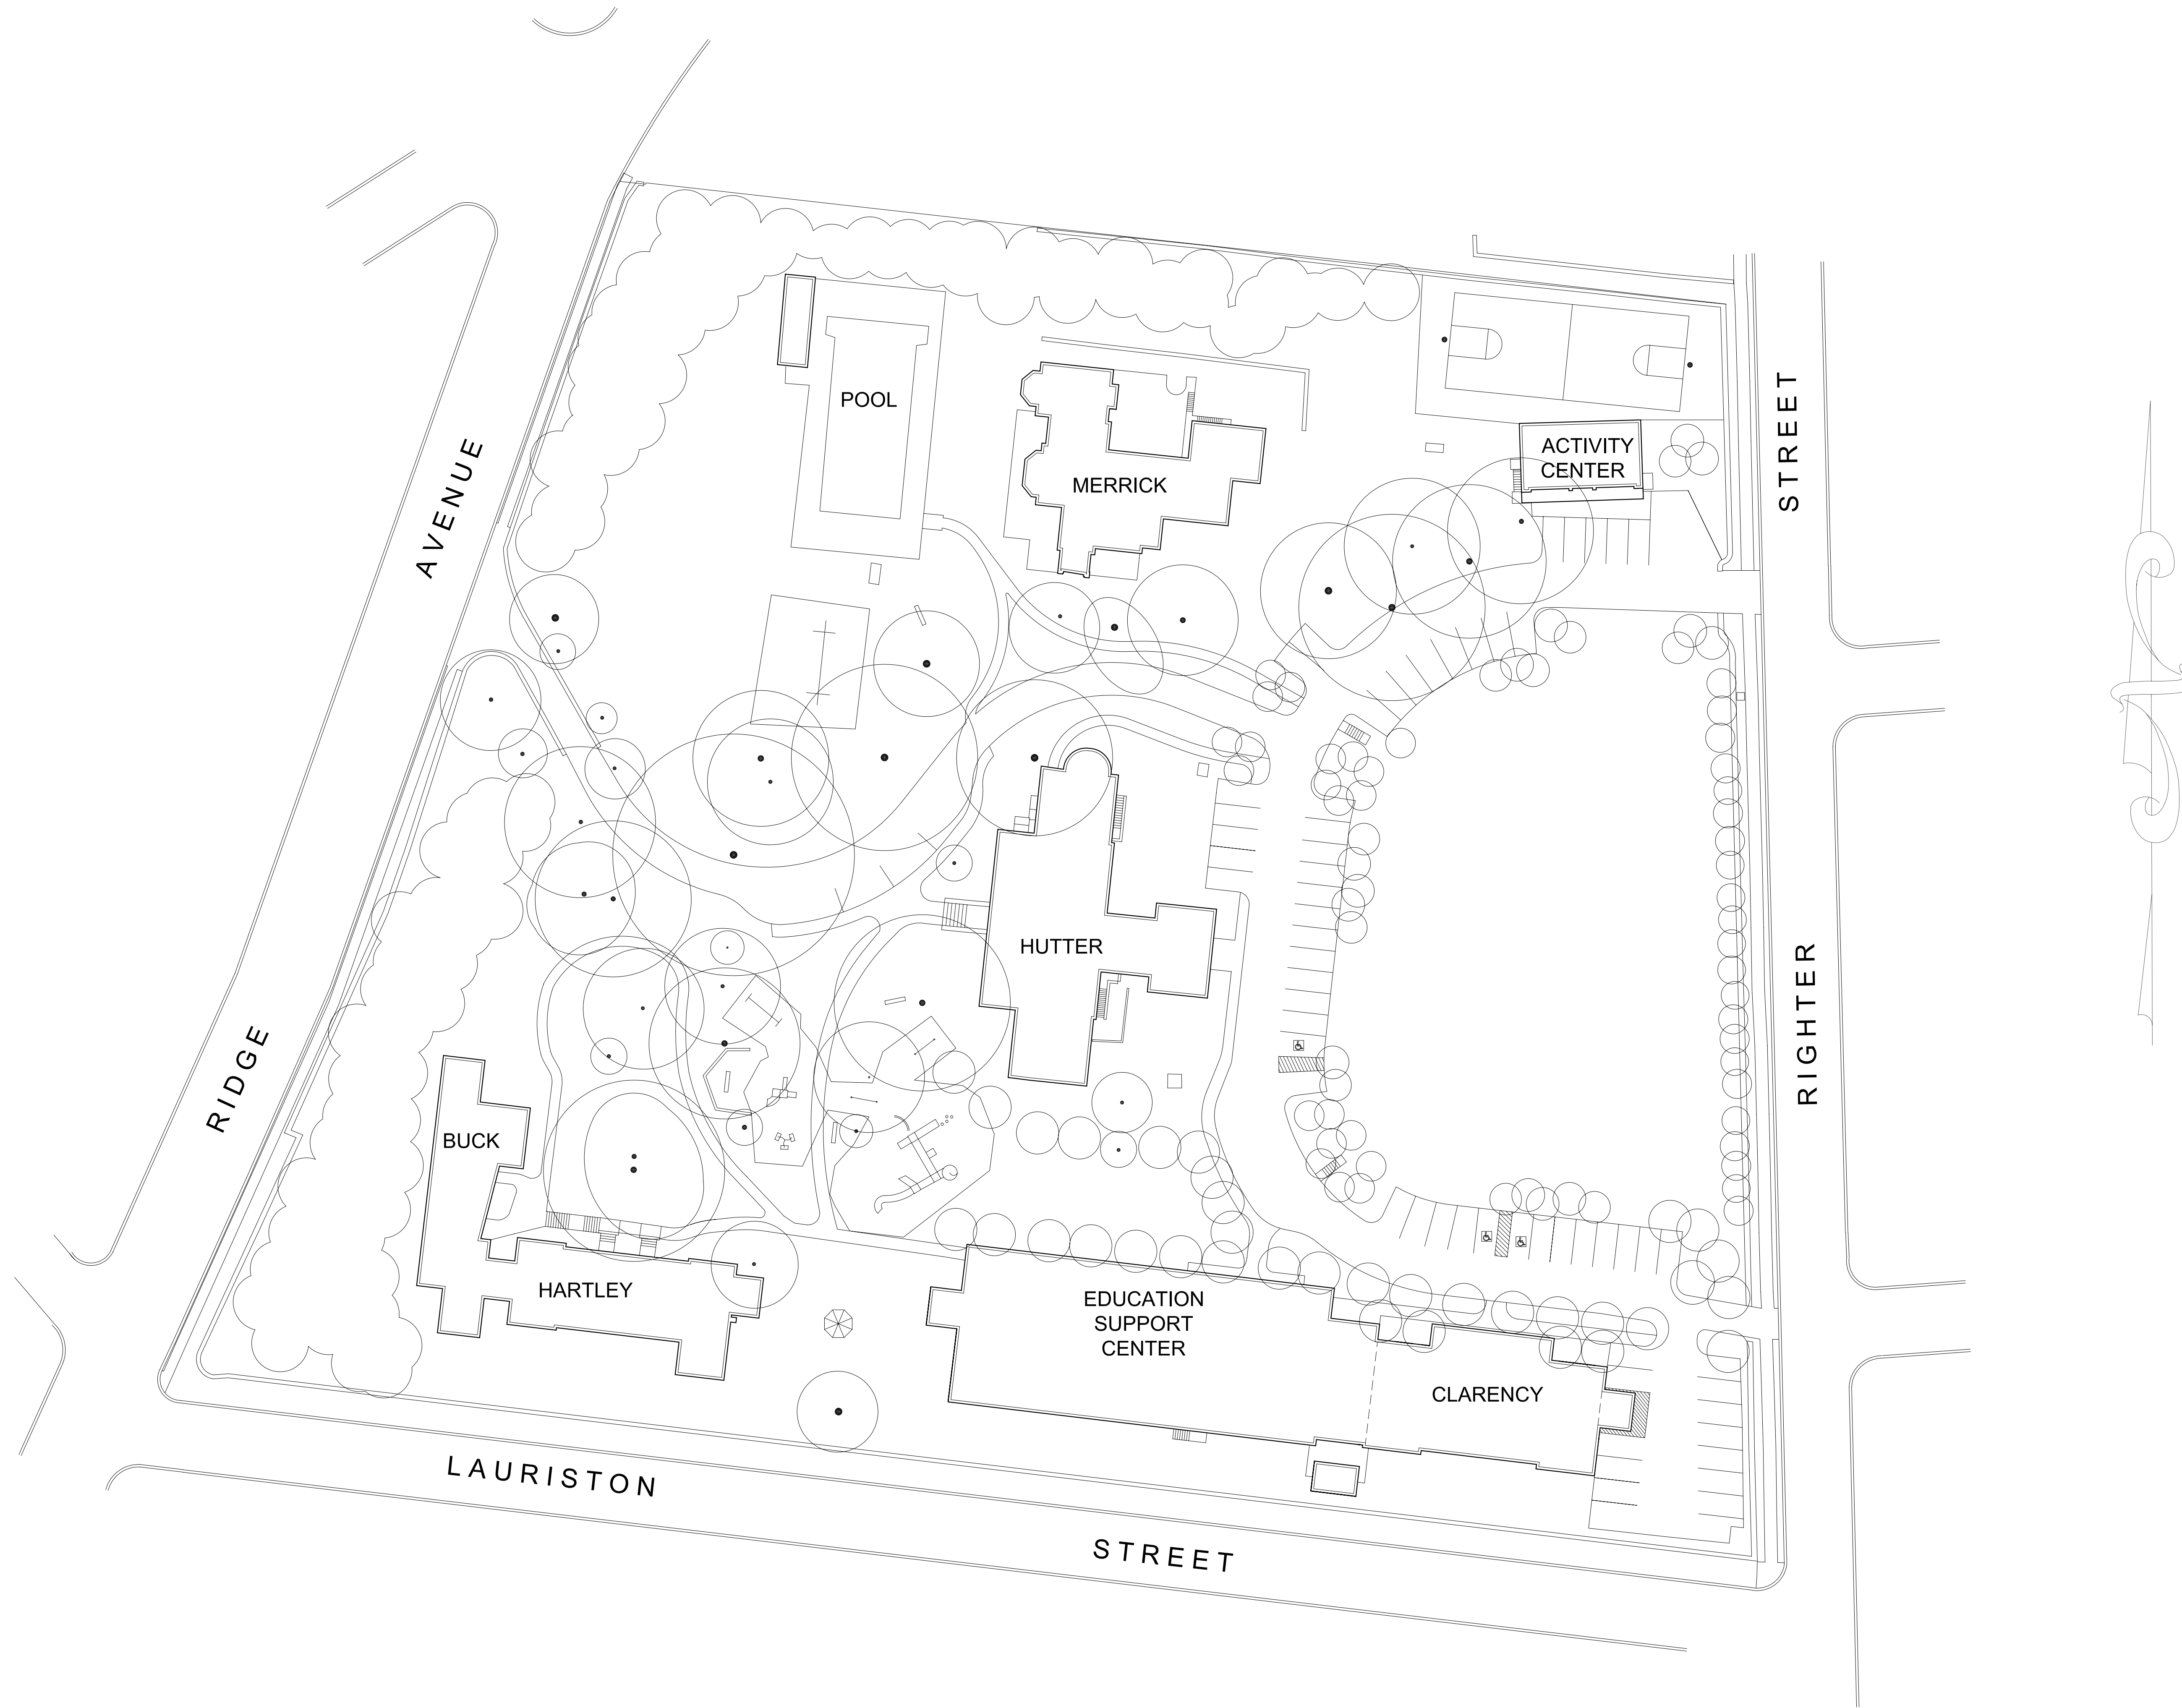 POOL
MERRICK
ACTIVITY
CENTER
HUTTER
BUCK
HARTLEY
EDUCATION
SUPPORT
CENTER
CLARENCY
RIDGE AVENUE
RIGHTER STREET
LAURISTON STREET